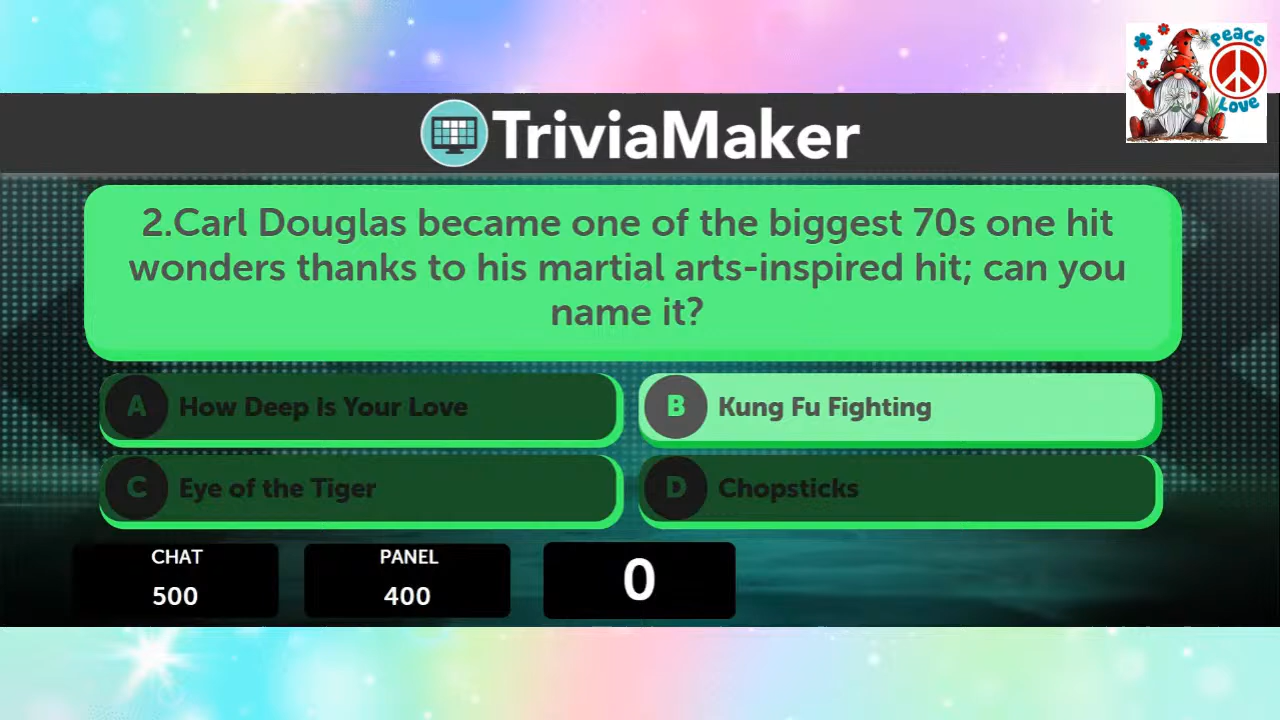 Peace
Love
TriviaMaker
2.Carl Douglas became one of the biggest 70s one hit
wonders thanks to his martial arts-inspired hit; can you
name it?
A How Deep Is Your Love
B Kung Fu Fighting
C Eye of the Tiger
D Chopsticks
CHAT
500
PANEL
400
0